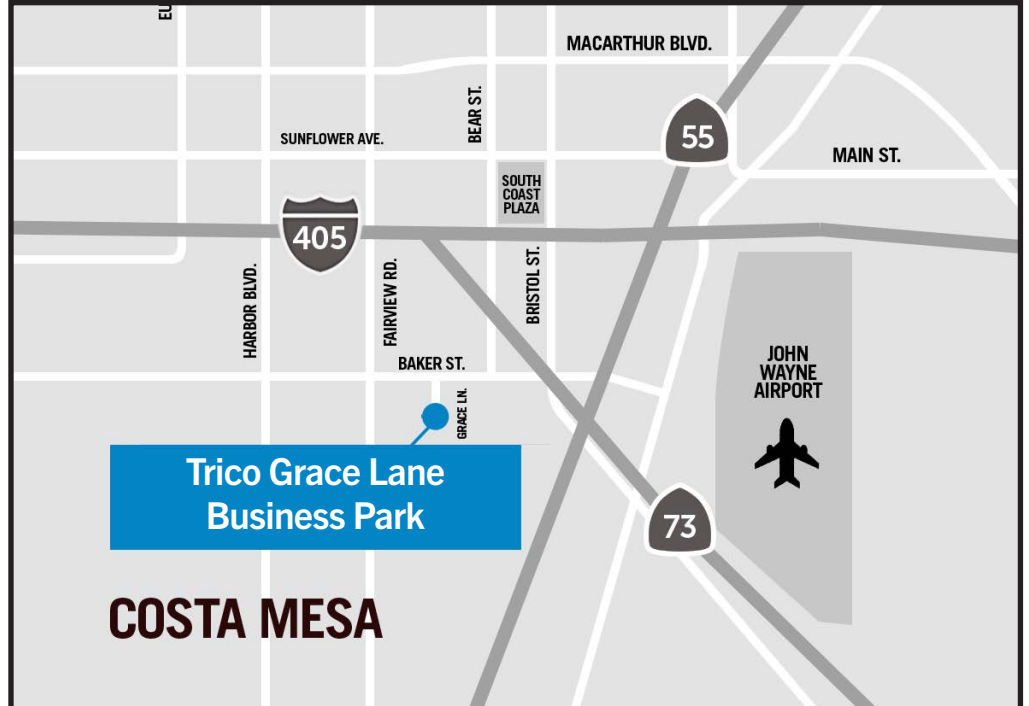 EU
MACARTHUR BLVD.
BEAR ST.
SUNFLOWER AVE.
55
MAIN ST.
SOUTH
COAST
PLAZA
405
HARBOR BLVD.
FAIRVIEW RD.
BRISTOL ST.
BAKER ST.
GRACE LN.
JOHN
WAYNE
AIRPORT
Trico Grace Lane
Business Park
73
COSTA MESA